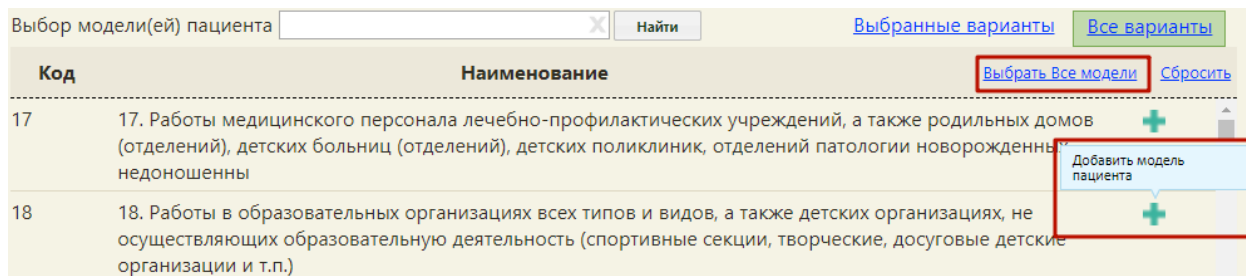 Выбор модели(ей) пациента X Найти Выбранные варианты Все варианты
Код Наименование Выбрать Все модели Сбросить
17 17. Работы медицинского персонала лечебно-профилактических учреждений, а также родильных домов
(отделений), детских больниц (отделений), детских поликлиник, отделений патологии новорожденных
недоношенны
Добавить модель
пациента
18 18. Работы в образовательных организациях всех типов и видов, а также детских организациях, не
осуществляющих образовательную деятельность (спортивные секции, творческие, досуговые детские
организации и т.п.)